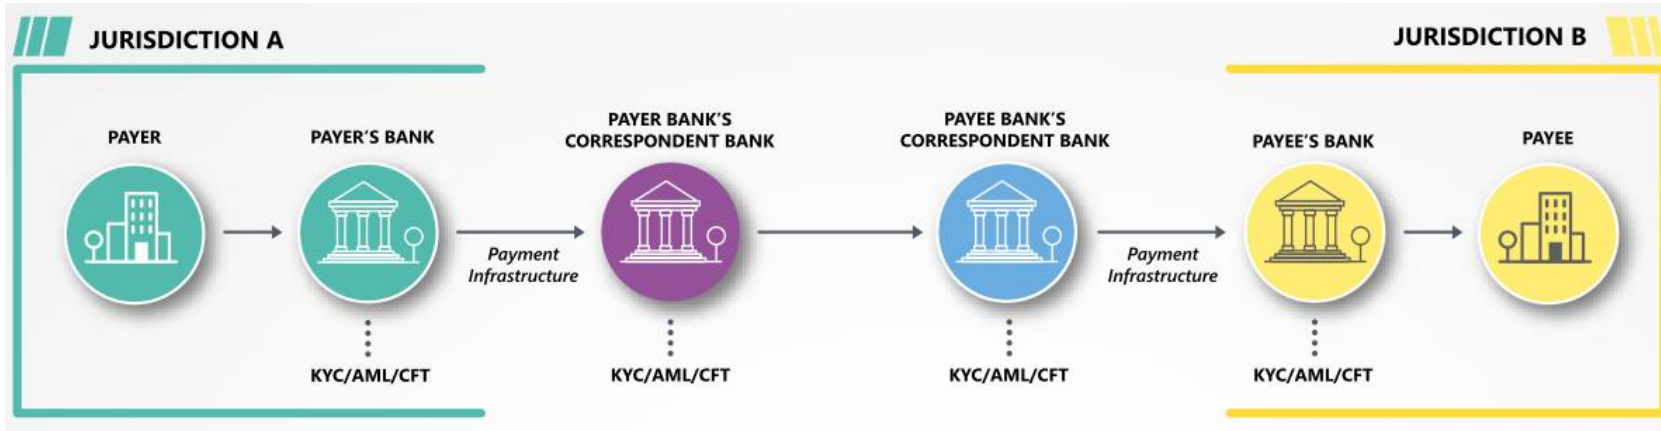 JURISDICTION A
JURISDICTION B
PAYER
PAYER'S BANK
PAYER BANK'S
CORRESPONDENT BANK
PAYEE BANK'S
CORRESPONDENT BANK
PAYEE'S BANK
PAYEE
Payment
Infrastructure
Payment
Infrastructure
KYC/AML/CFT
KYC/AML/CFT
KYC/AML/CFT
KYC/AML/CFT